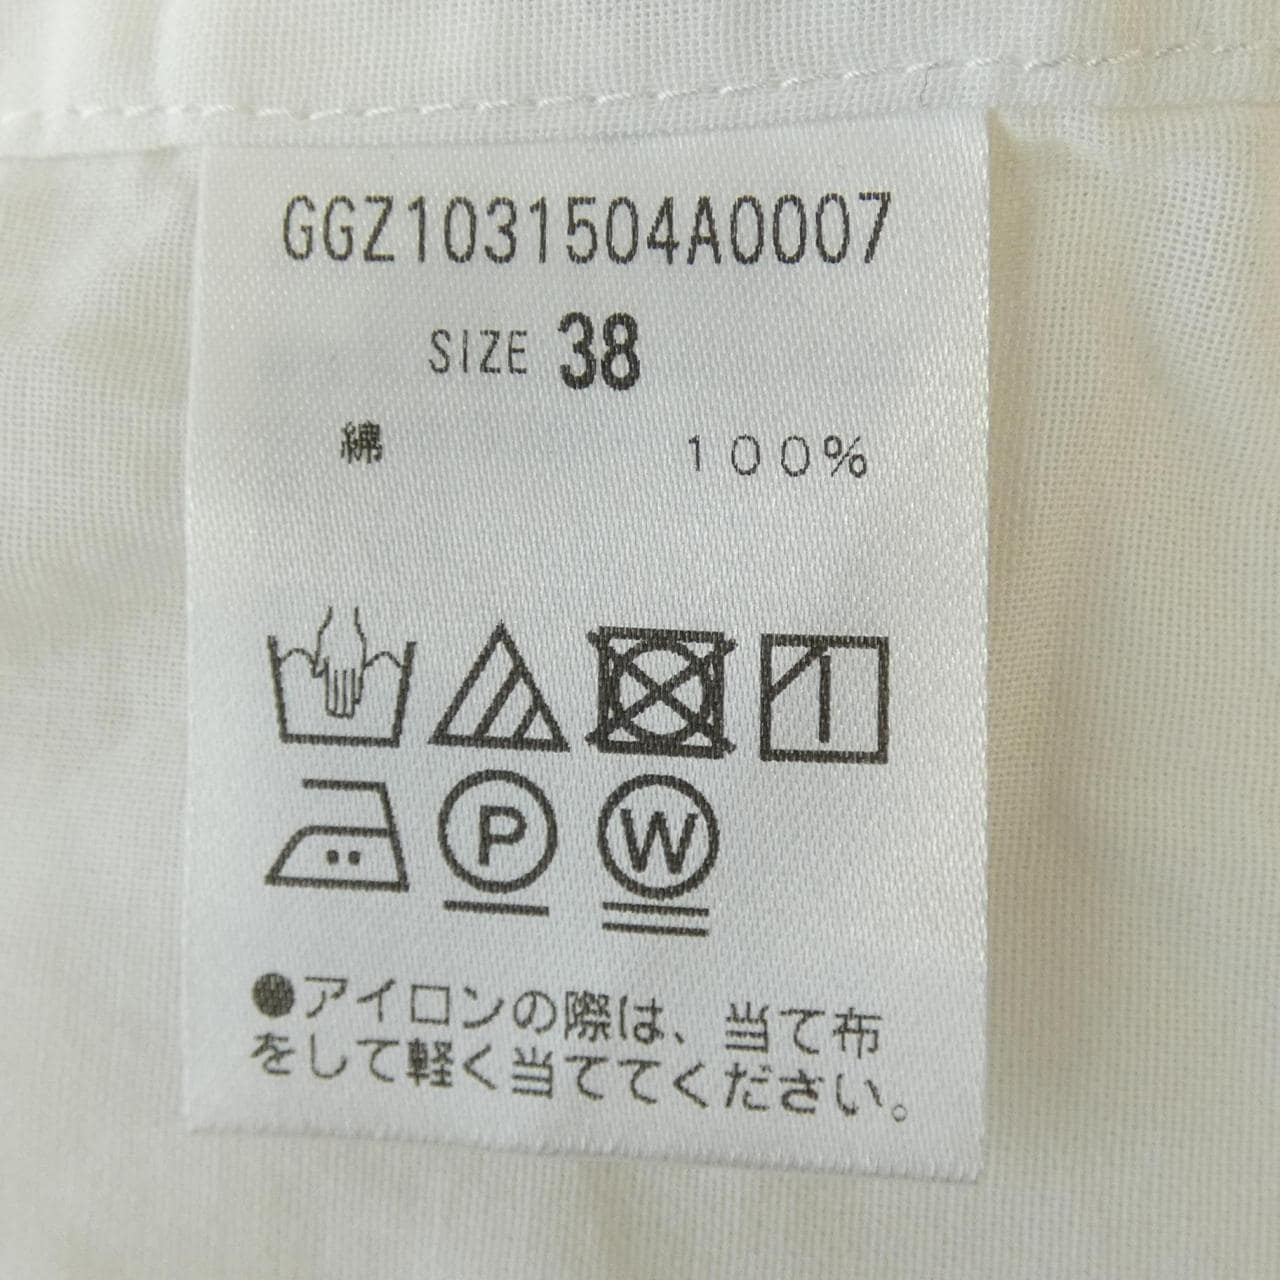 GGZ1031504A0007
SIZE 38
綿 100%
P W
●アイロンの際は、当て布
をして軽く当ててください。